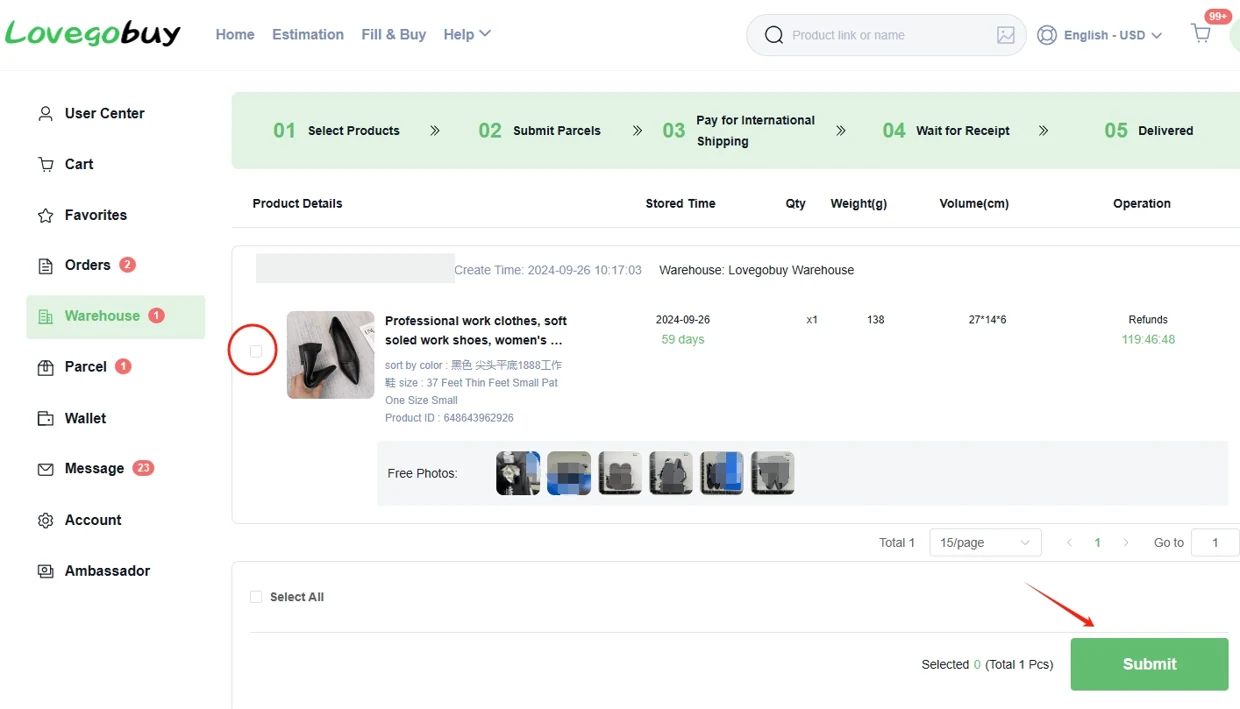 Lovegobuy
Home Estimation Fill & Buy Help
Product link or name
English - USD
99+
User Center
Cart
Favorites
Orders 2
Warehouse 1
Parcel 1
Wallet
Message 23
Account
Ambassador
01 Select Products
02 Submit Parcels
03 Pay for International
Shipping
04 Wait for Receipt
05 Delivered
Product Details Stored Time Qty Weight(g) Volume(cm) Operation
Create Time: 2024-09-26 10:17:03 Warehouse: Lovegobuy Warehouse
Professional work clothes, soft
soled work shoes, women's ...
sort by color : 黑色 尖头平底1888工作
鞋 size : 37 Feet Thin Feet Small Pat
One Size Small
Product ID : 648643962926
2024-09-26 x1 138 27*14*6 Refunds
59 days 119:46:48
Free Photos:
Total 1 15/page 1 Go to 1
Select All
Selected 0 (Total 1 Pcs) Submit